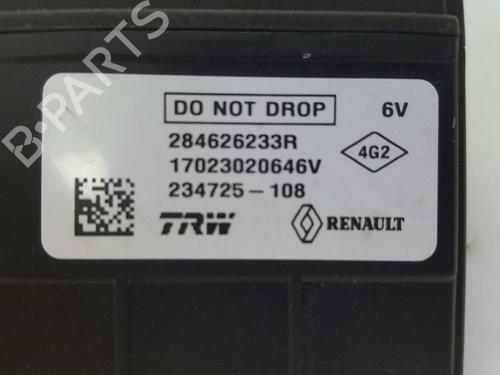 DO NOT DROP 6V
284626233R
17023020646V 4G2
234725-108
TRW RENAULT
B-PARTS